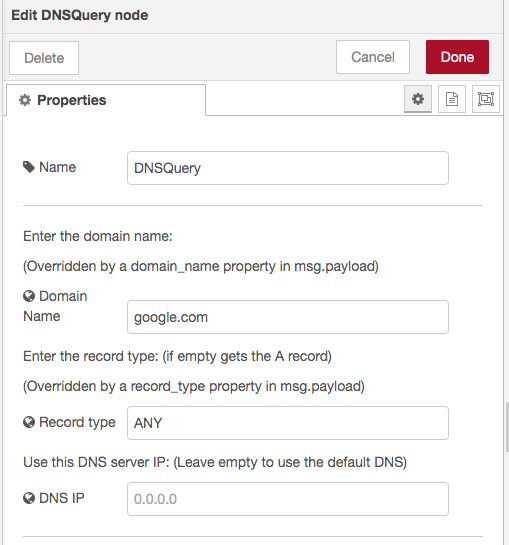 Edit DNSQuery node
Delete
Cancel
Done
Properties
Name
DNSQuery
Enter the domain name:
(Overridden by a domain_name property in msg.payload)
Domain
Name
google.com
Enter the record type: (if empty gets the A record)
(Overridden by a record_type property in msg.payload)
Record type
ANY
Use this DNS server IP: (Leave empty to use the default DNS)
DNS IP
0.0.0.0